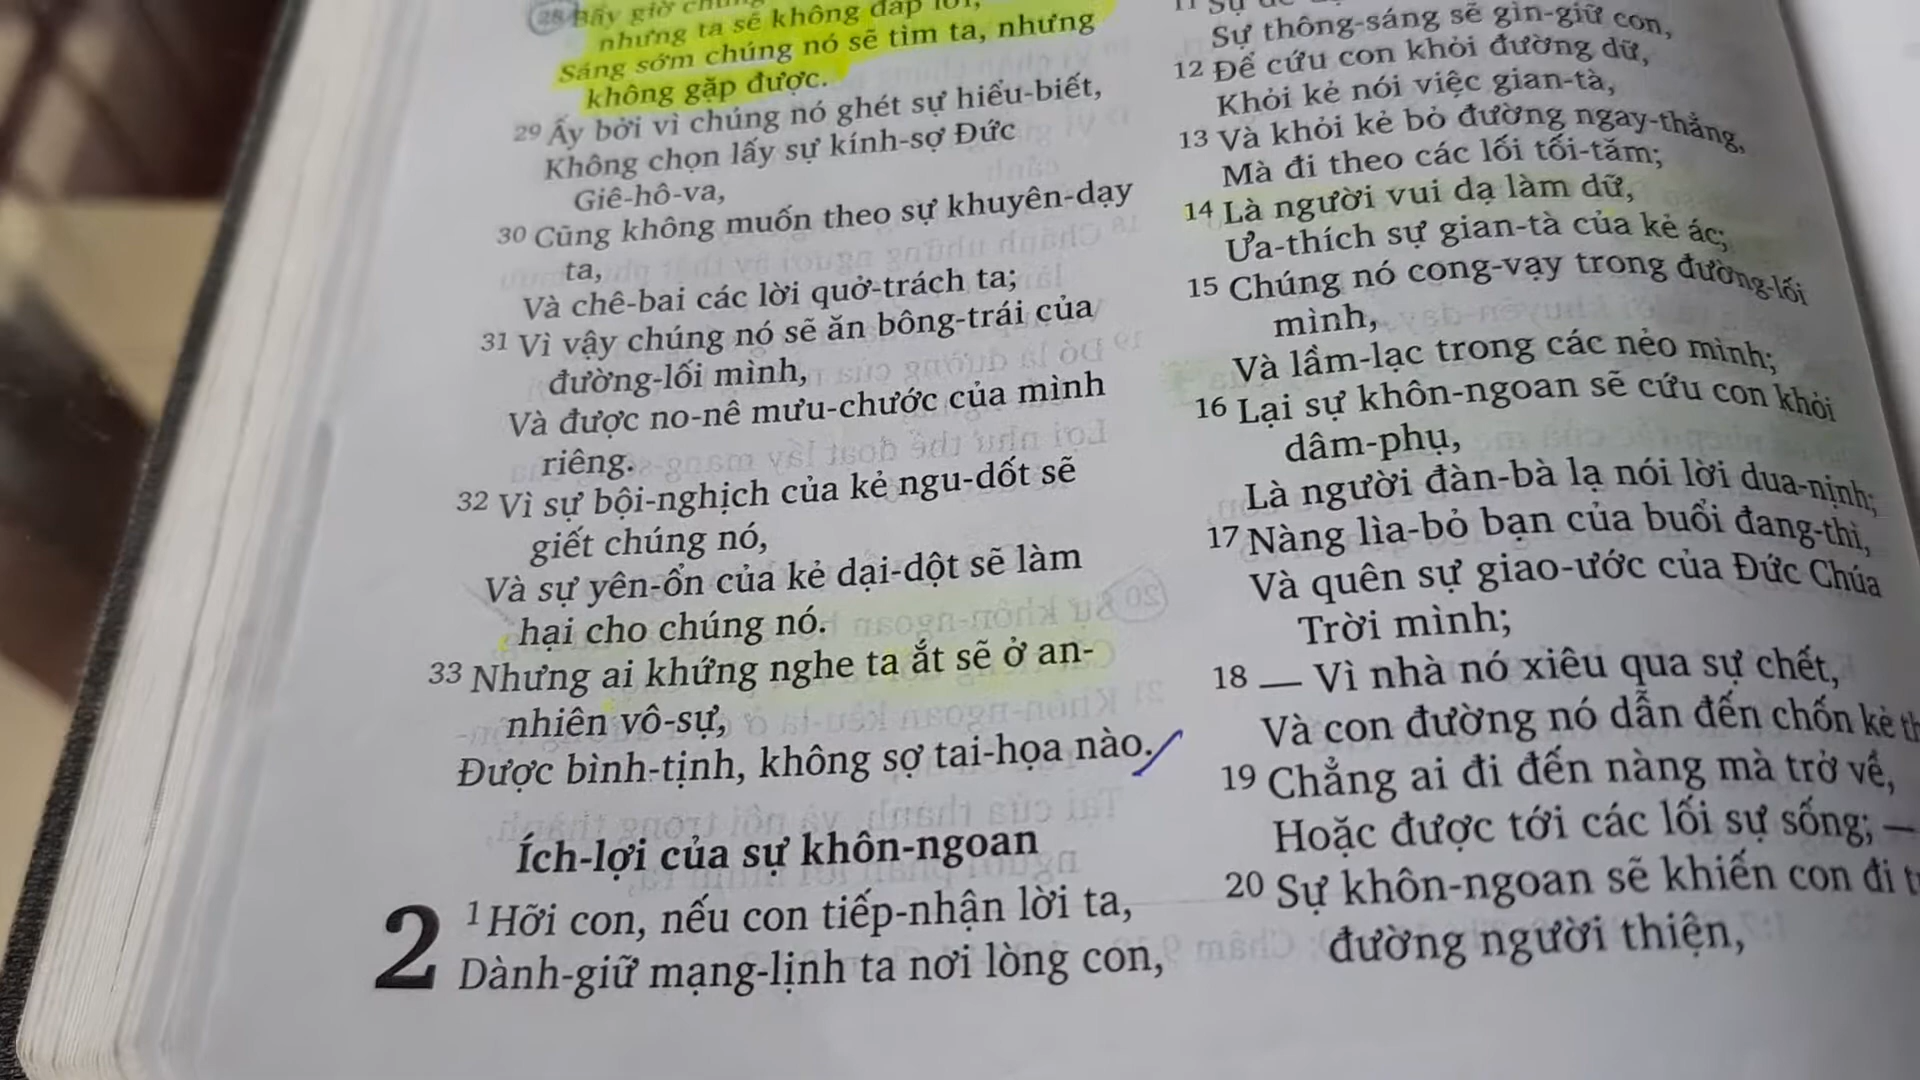 28 Bấy giờ
nhưng ta sẽ không đáp lời;
Sáng sớm chúng nó sẽ tìm ta, nhưng
không gặp được.
29 Ấy bởi vì chúng nó ghét sự hiểu-biết,
Không chọn lấy sự kính-sợ Đức
Giê-hô-va,
30 Cũng không muốn theo sự khuyên-dạy
ta,
Và chê-bai các lời quở-trách ta;
31 Vì vậy chúng nó sẽ ăn bông-trái của
đường-lối mình,
Và được no-nê mưu-chước của mình
riêng.
32 Vì sự bội-nghịch của kẻ ngu-dốt sẽ
giết chúng nó,
Và sự yên-ổn của kẻ dại-dột sẽ làm
hại cho chúng nó.
33 Nhưng ai khứng nghe ta ắt sẽ ở an-
nhiên vô-sự,
Được bình-tịnh, không sợ tai-họa nào.
Ích-lợi của sự khôn-ngoan
2 1 Hỡi con, nếu con tiếp-nhận lời ta,
Dành-giữ mạng-lịnh ta nơi lòng con,
11 Sự
Sự thông-sáng sẽ gìn-giữ con,
12 Để cứu con khỏi đường dữ,
Khỏi kẻ nói việc gian-tà,
13 Và khỏi kẻ bỏ đường ngay-thẳng,
Mà đi theo các lối tối-tăm;
14 Là người vui dạ làm dữ,
Ưa-thích sự gian-tà của kẻ ác;
15 Chúng nó cong-vạy trong đường-lối
mình,
Và lầm-lạc trong các nẻo mình;
16 Lại sự khôn-ngoan sẽ cứu con khỏi
dâm-phụ,
Là người đàn-bà lạ nói lời dua-nịnh;
17 Nàng lìa-bỏ bạn của buổi đang-thì,
Và quên sự giao-ước của Đức Chúa
Trời mình;
18 — Vì nhà nó xiêu qua sự chết,
Và con đường nó dẫn đến chốn kẻ
19 Chẳng ai đi đến nàng mà trở về,
Hoặc được tới các lối sự sống; —
20 Sự khôn-ngoan sẽ khiến con đi
đường người thiện,